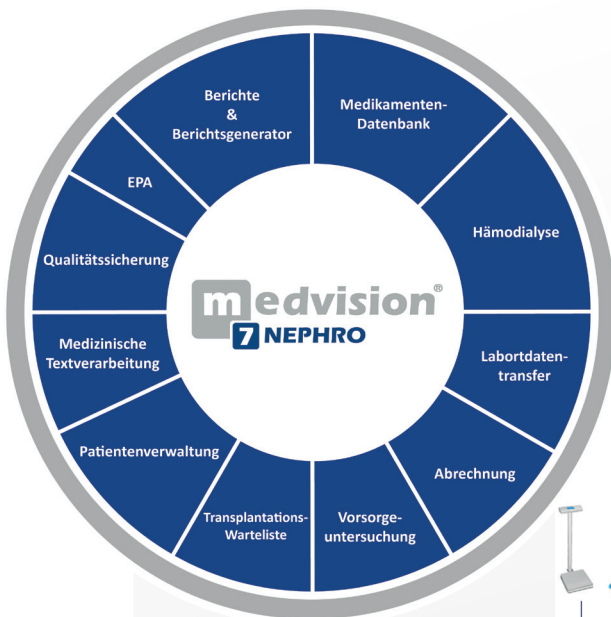 Berichte
&
Berichtsgenerator
Medikamenten-
Datenbank
EPA
Hämodialyse
Qualitätssicherung
medvision®
7 NEPHRO
Medizinische
Textverarbeitung
Labortdaten-
transfer
Patientenverwaltung
Abrechnung
Transplantations-
Warteliste
Vorsorge-
untersuchung